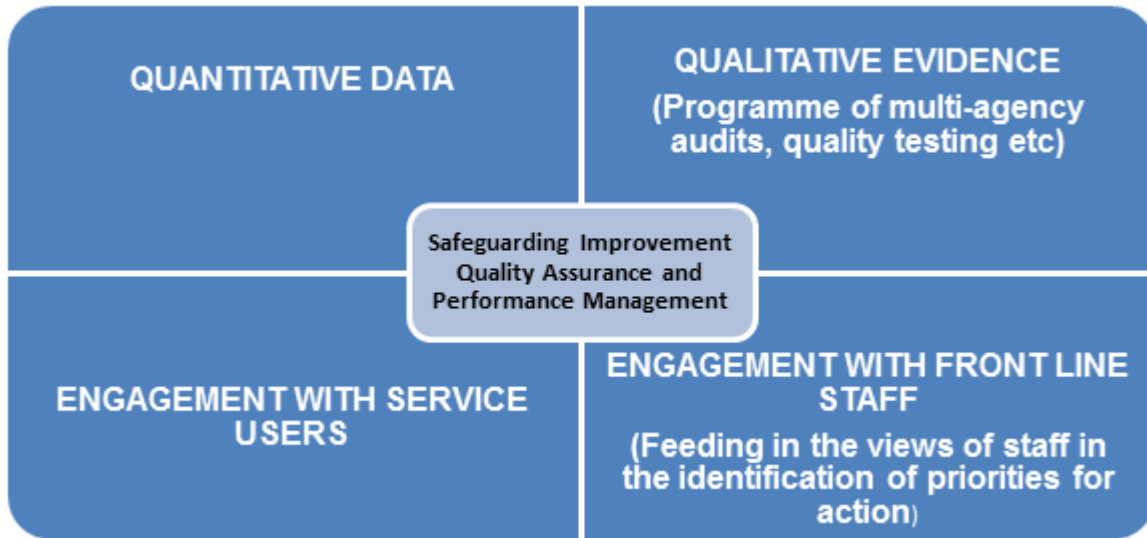 QUANTITATIVE DATA
QUALITATIVE EVIDENCE
(Programme of multi-agency
audits, quality testing etc)
Safeguarding Improvement
Quality Assurance and
Performance Management
ENGAGEMENT WITH SERVICE
USERS
ENGAGEMENT WITH FRONT LINE
STAFF
(Feeding in the views of staff in
the identification of priorities for
action)